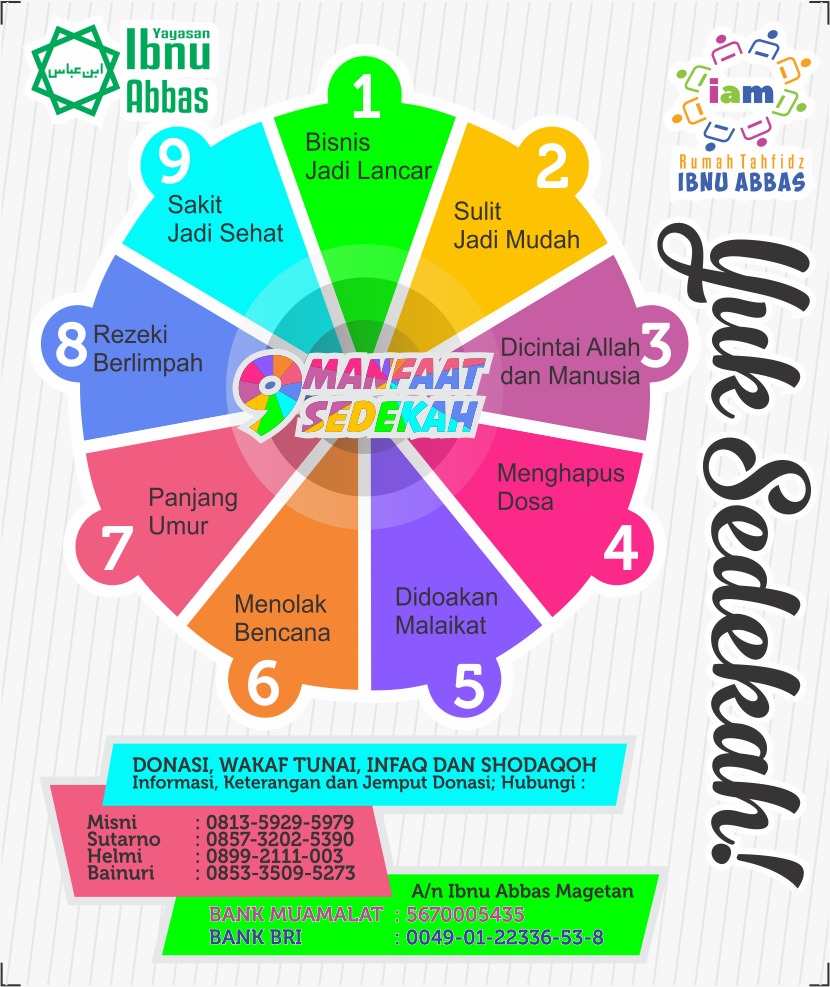 Yayasan
Ibnu
Abbas
ابن عباس
iam
Rumah Tahfidz
IBNU ABBAS
Yuk Sedekah!
9 MANFAAT
SEDEKAH
1
Bisnis
Jadi Lancar
2
Sulit
Jadi Mudah
3
Dicintai Allah
dan Manusia
4
Menghapus
Dosa
5
Didoakan
Malaikat
6
Menolak
Bencana
7
Panjang
Umur
8
Rezeki
Berlimpah
9
Sakit
Jadi Sehat
DONASI, WAKAF TUNAI, INFAQ DAN SHODAQOH
Informasi, Keterangan dan Jemput Donasi; Hubungi :
Misni : 0813-5929-5979
Sutarno : 0857-3202-5390
Helmi : 0899-2111-003
Bainuri : 0853-3509-5273
A/n Ibnu Abbas Magetan
BANK MUAMALAT : 5670005435
BANK BRI : 0049-01-22336-53-8